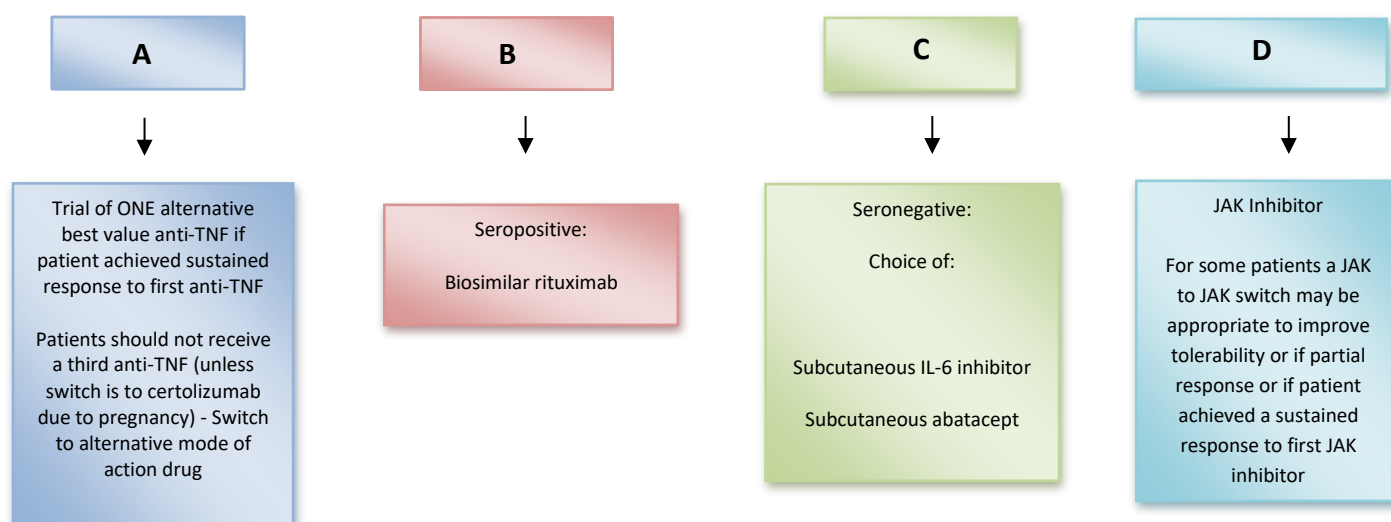 A
B
C
D
Trial of ONE alternative
best value anti-TNF if
patient achieved sustained
response to first anti-TNF
Patients should not receive
a third anti-TNF (unless
switch is to certolizumab
due to pregnancy) - Switch
to alternative mode of
action drug
Seropositive:
Biosimilar rituximab
Seronegative:
Choice of:
Subcutaneous IL-6 inhibitor
Subcutaneous abatacept
JAK Inhibitor
For some patients a JAK
to JAK switch may be
appropriate to improve
tolerability or if partial
response or if patient
achieved a sustained
response to first JAK
inhibitor